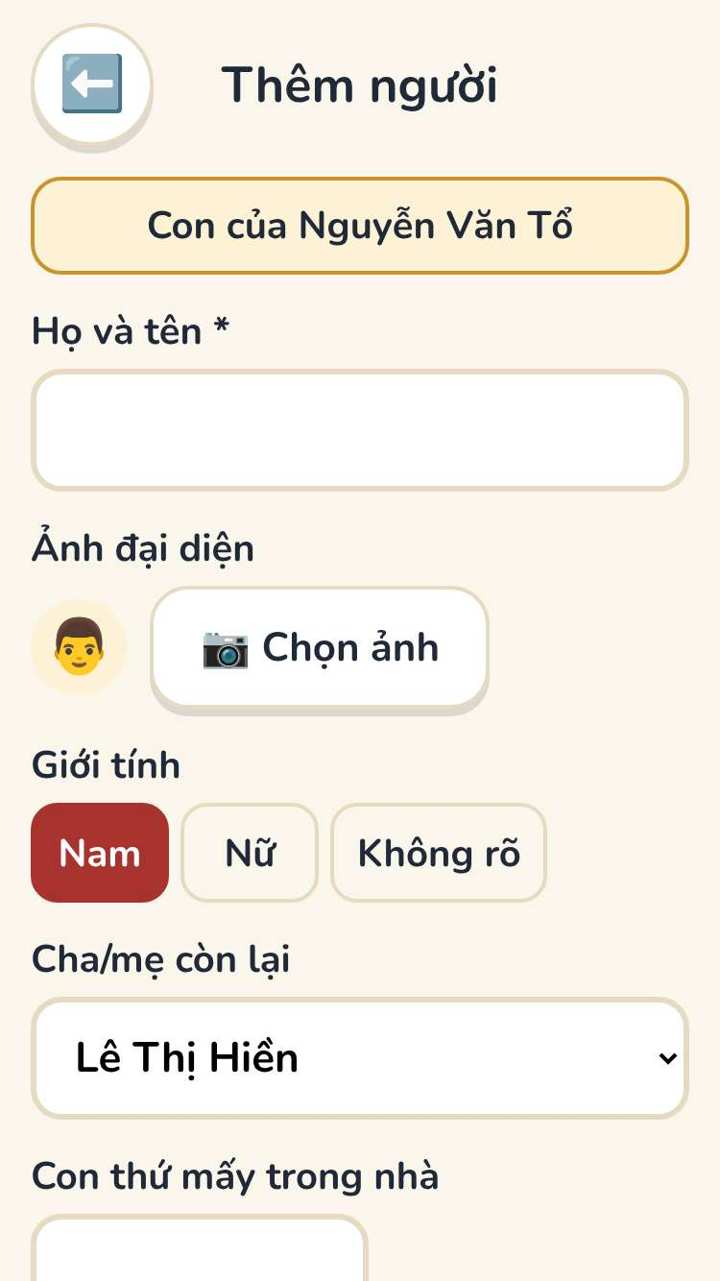 Thêm người
Con của Nguyễn Văn Tổ
Họ và tên *
Ảnh đại diện
Chọn ảnh
Giới tính
Nam Nữ Không rõ
Cha/mẹ còn lại
Lê Thị Hiền
Con thứ mấy trong nhà